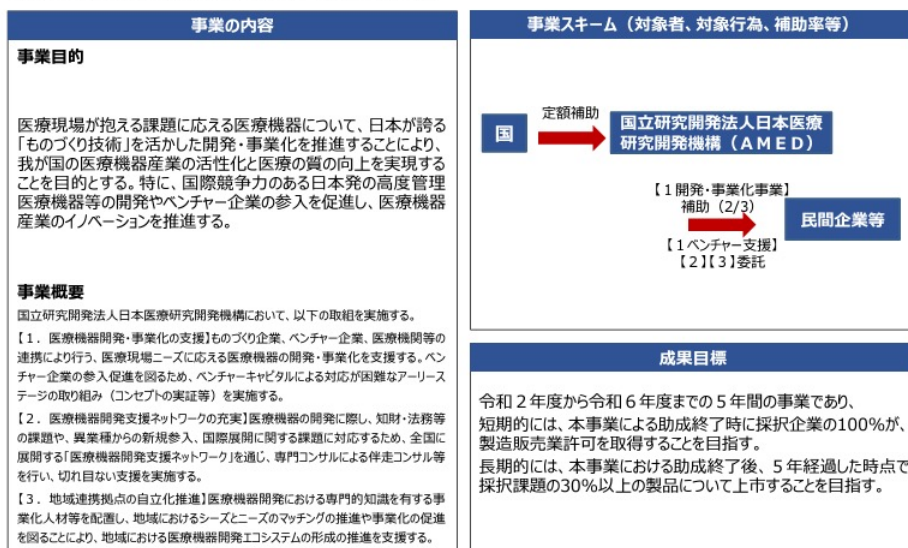 事業の内容
事業目的
医療現場が抱える課題に応える医療機器について、日本が誇る
「ものづくり技術」を活かした開発・事業化を推進することにより、
我が国の医療機器産業の活性化と医療の質の向上を実現する
ことを目的とする。特に、国際競争力のある日本発の高度管理
医療機器等の開発やベンチャー企業の参入を促進し、医療機器
産業のイノベーションを推進する。
事業概要
国立研究開発法人日本医療研究開発機構において、以下の取組を実施する。
【１．医療機器開発・事業化の支援】ものづくり企業、ベンチャー企業、医療機関等の
連携により行う、医療現場ニーズに応える医療機器の開発・事業化を支援する。ベン
チャー企業の参入促進を図るため、ベンチャーキャピタルによる対応が困難なアーリース
テージの取り組み（コンセプトの実証等）を実施する。
【２．医療機器開発支援ネットワークの充実】医療機器の開発に際し、知財・法務等
の課題や、異業種からの新規参入、国際展開に関する課題に対応するため、全国に
展開する「医療機器開発支援ネットワーク」を通じ、専門コンサルによる伴走コンサル等
を行い、切れ目ない支援を実施する。
【３．地域連携拠点の自立化推進】医療機器開発における専門的知識を有する事
業化人材等を配置し、地域におけるシーズとニーズのマッチングの推進や事業化の促進
を図ることにより、地域における医療機器開発エコシステムの形成の推進を支援する。
事業スキーム（対象者、対象行為、補助率等）
国
定額補助
国立研究開発法人日本医療
研究開発機構（ＡＭＥＤ）
【１開発・事業化事業】
補助（2/3）
民間企業等
【１ベンチャー支援】
【２】【３】委託
成果目標
令和２年度から令和６年度までの５年間の事業であり、
短期的には、本事業による助成終了時に採択企業の100％が、
製造販売業許可を取得することを目指す。
長期的には、本事業における助成終了後、５年経過した時点で
採択課題の30％以上の製品について上市することを目指す。